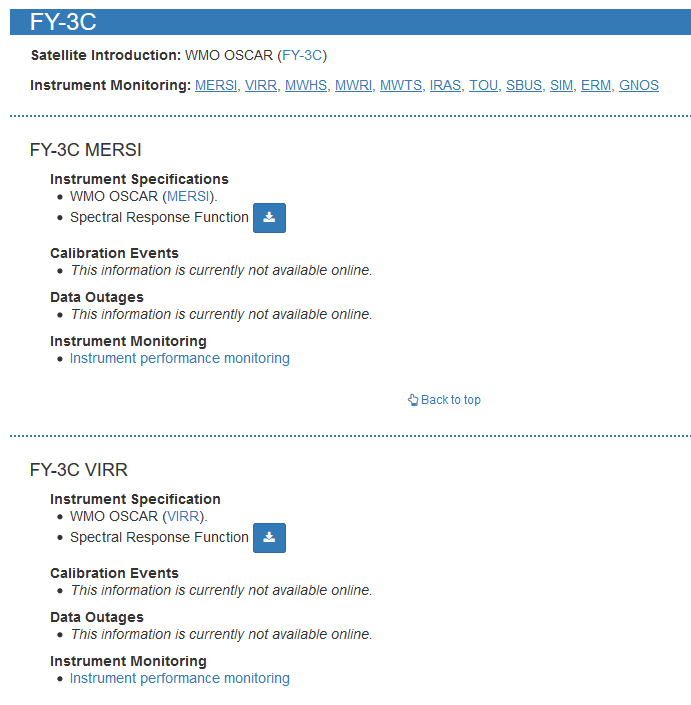 FY-3C
Satellite Introduction: WMO OSCAR (FY-3C)
Instrument Monitoring: MERSI, VIRR, MWHS, MWRI, MWTS, IRAS, TOU, SBUS, SIM, ERM, GNOS
FY-3C MERSI
Instrument Specifications
• WMO OSCAR (MERSI).
• Spectral Response Function
Calibration Events
• This information is currently not available online.
Data Outages
• This information is currently not available online.
Instrument Monitoring
• Instrument performance monitoring
Back to top
FY-3C VIRR
Instrument Specification
• WMO OSCAR (VIRR).
• Spectral Response Function
Calibration Events
• This information is currently not available online.
Data Outages
• This information is currently not available online.
Instrument Monitoring
• Instrument performance monitoring